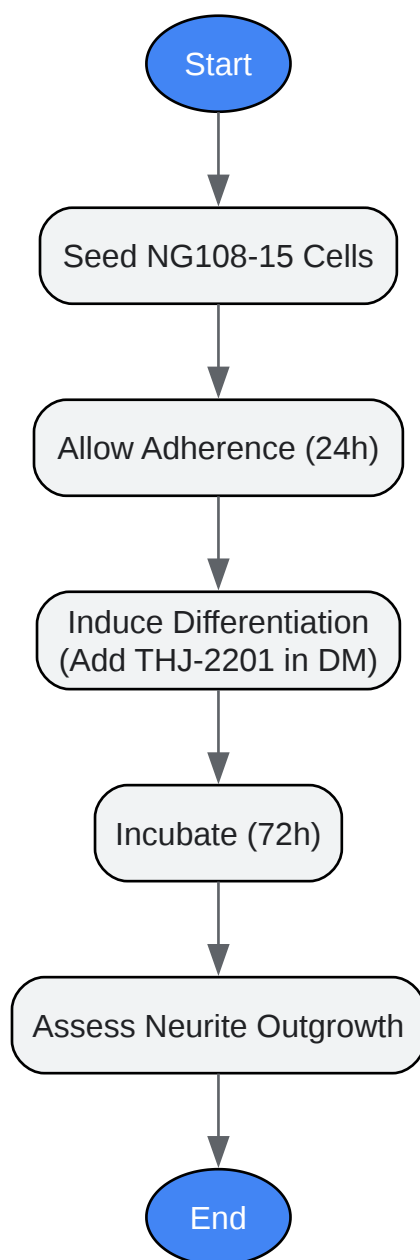 Start
Seed NG108-15 Cells
Allow Adherence (24h)
Induce Differentiation
(Add THJ-2201 in DM)
Incubate (72h)
Assess Neurite Outgrowth
End